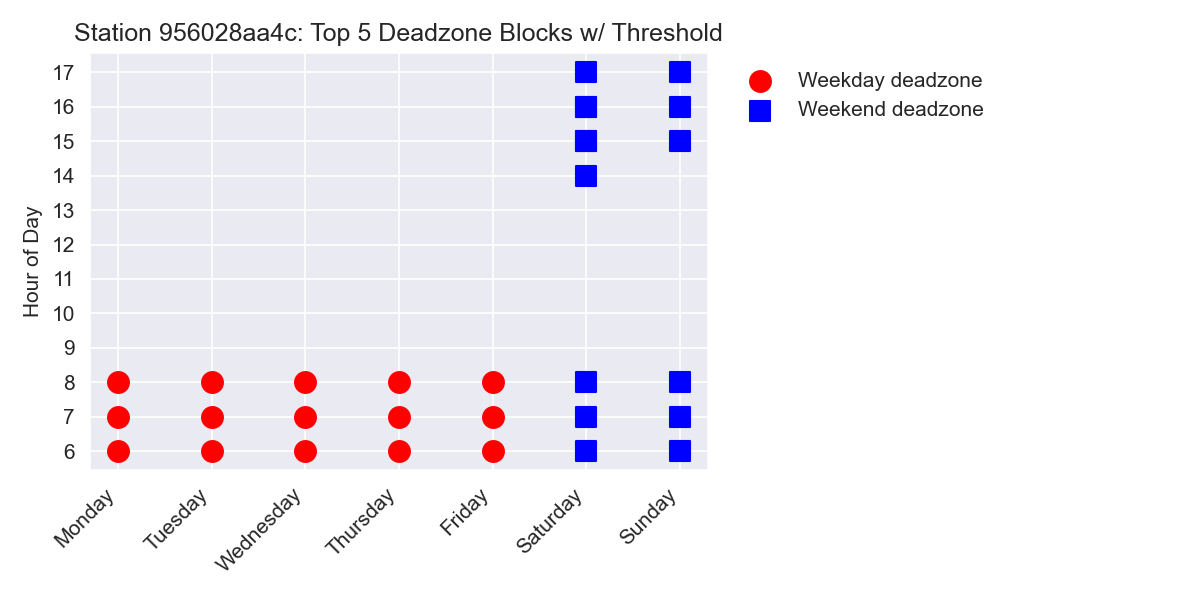 Station 956028aa4c: Top 5 Deadzone Blocks w/ Threshold
Weekday deadzone
Weekend deadzone
Hour of Day
17
16
15
14
13
12
11
10
9
8
7
6
Monday
Tuesday
Wednesday
Thursday
Friday
Saturday
Sunday